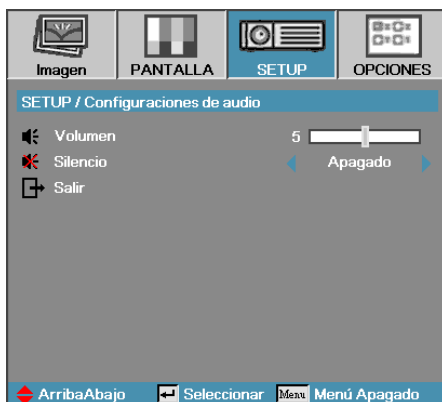 Imagen PANTALLA SETUP OPCIONES
SETUP / Configuraciones de audio
Volumen 5
Silencio Apagado
Salir
ArribaAbajo Seleccionar Menu Menú Apagado